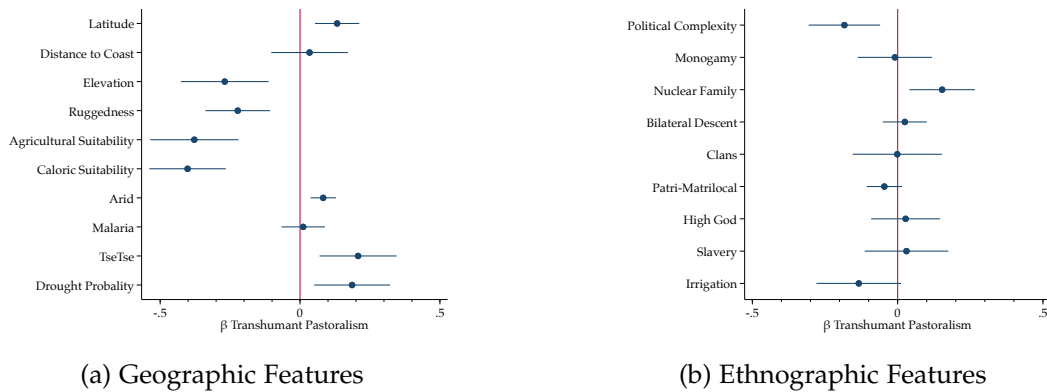 Latitude
Distance to Coast
Elevation
Ruggedness
Agricultural Suitability
Caloric Suitability
Arid
Malaria
TseTse
Drought Probality
-.5 0 .5
β Transhumant Pastoralism
(a) Geographic Features
Political Complexity
Monogamy
Nuclear Family
Bilateral Descent
Clans
Patri-Matrilocal
High God
Slavery
Irrigation
-.5 0 .5
β Transhumant Pastoralism
(b) Ethnographic Features